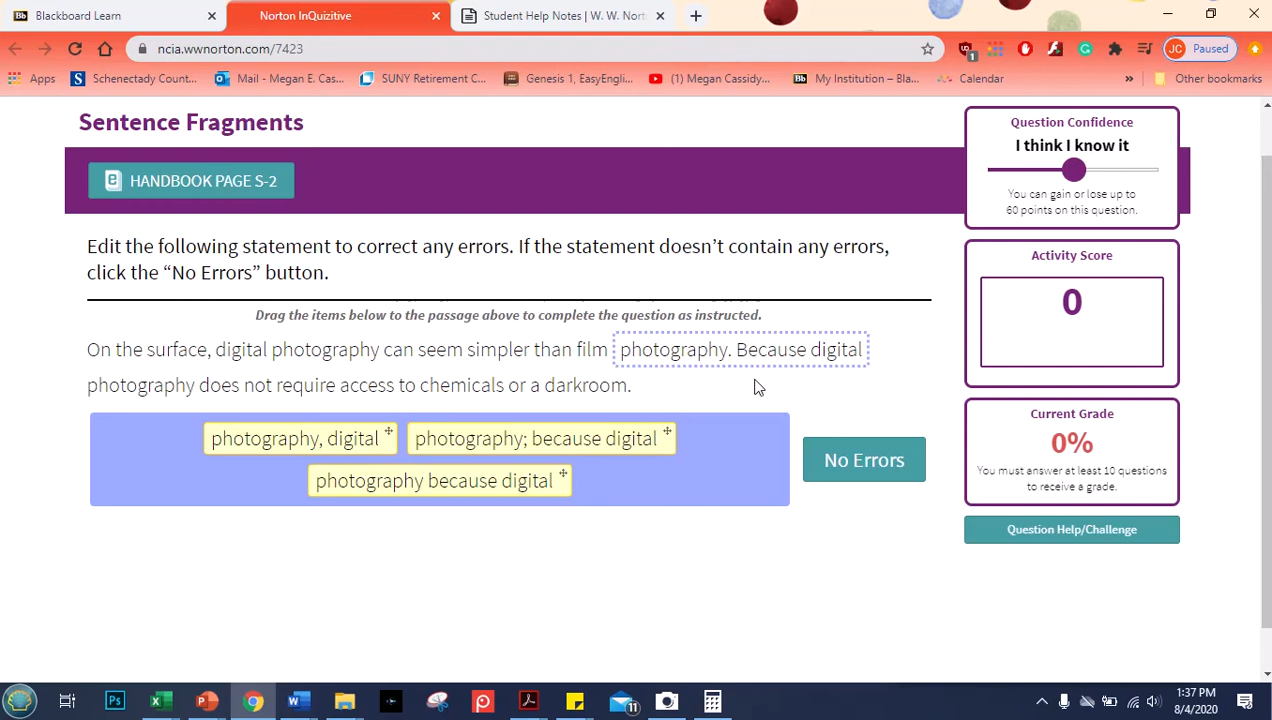 Blackboard Learn
Norton InQuizitive
Student Help Notes | W. W. Nort
ncia.wwnorton.com/7423
JC Paused
Apps
Schenectady Count...
Mail - Megan E. Cas...
SUNY Retirement C...
Genesis 1, EasyEngli...
(1) Megan Cassidy...
My Institution – Bla...
Calendar
»
Other bookmarks
Sentence Fragments
HANDBOOK PAGE S-2
Edit the following statement to correct any errors. If the statement doesn't contain any errors,
click the “No Errors” button.
Drag the items below to the passage above to complete the question as instructed.
On the surface, digital photography can seem simpler than film photography. Because digital
photography does not require access to chemicals or a darkroom.
photography, digital
photography; because digital
photography because digital
No Errors
Question Confidence
I think I know it
You can gain or lose up to
60 points on this question.
Activity Score
0
Current Grade
0%
You must answer at least 10 questions
to receive a grade.
Question Help/Challenge
1:37 PM
8/4/2020